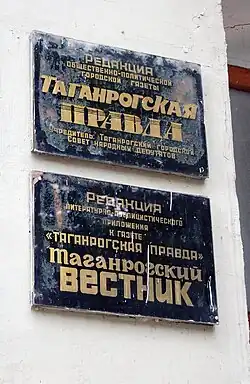 РЕДАКЦИЯ
ОБЩЕСТВЕННО-ПОЛИТИЧЕСКОЙ
ГОРОДСКОЙ ГАЗЕТЫ
ТАГАНРОГСКАЯ
ПРАВДА
УЧРЕДИТЕЛЬ ТАГАНРОГСКИЙ ГОРОДСКОЙ
СОВЕТ НАРОДНЫХ ДЕПУТАТОВ
РЕДАКЦИЯ
ЛИТЕРАТУРНО-ПУБЛИЦИСТИЧЕСКОГО
ПРИЛОЖЕНИЯ
К ГАЗЕТЕ
«ТАГАНРОГСКАЯ ПРАВДА»
Таганрогский
ВЕСТНИК